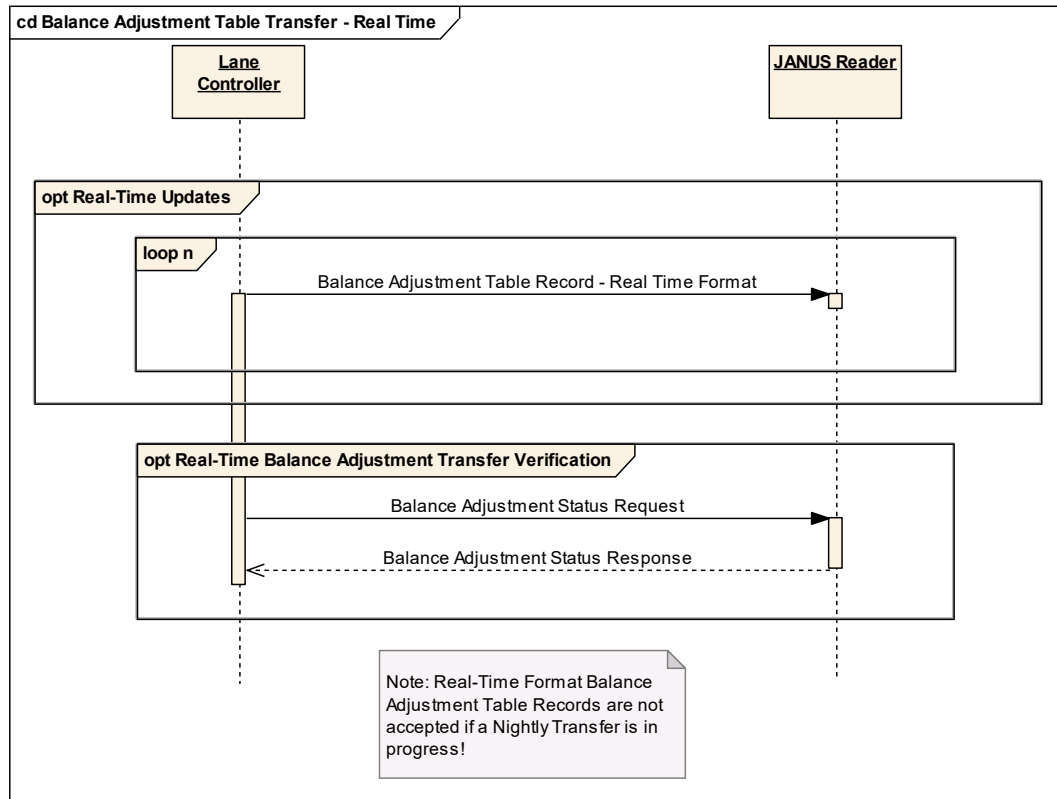 cd Balance Adjustment Table Transfer - Real Time
Lane
Controller
JANUS Reader
opt Real-Time Updates
loop n
Balance Adjustment Table Record - Real Time Format
opt Real-Time Balance Adjustment Transfer Verification
Balance Adjustment Status Request
Balance Adjustment Status Response
Note: Real-Time Format Balance
Adjustment Table Records are not
accepted if a Nightly Transfer is in
progress!